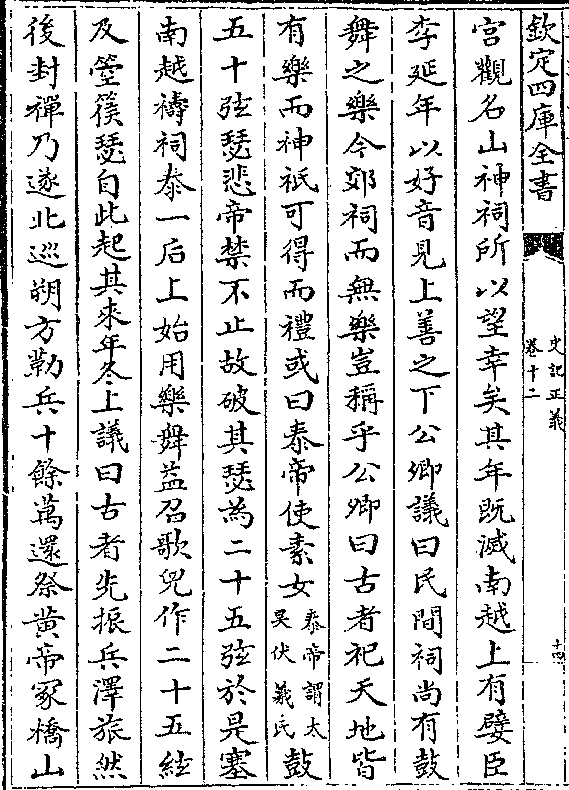 欽定四庫全書
史記正義
卷十二
十四
宮觀名山神祠所以望幸矣其年既滅南越上有嬖臣
李延年以好音見上善之下公卿議曰民間祠尚有鼓
舞之樂今郊祠而無樂豈稱乎公卿曰古者祀天地皆
有樂而神祇可得而禮或曰泰帝使素女泰帝謂太昊伏羲氏鼓
五十弦瑟悲帝禁不止故破其瑟為二十五弦於是塞
南越禱祠泰一后土始用樂舞益召歌兒作二十五絃
及箜篌瑟自此起其來年冬上議曰古者先振兵澤旅然
後封禪乃遂北巡朔方勒兵十餘萬還祭黄帝冢橋山